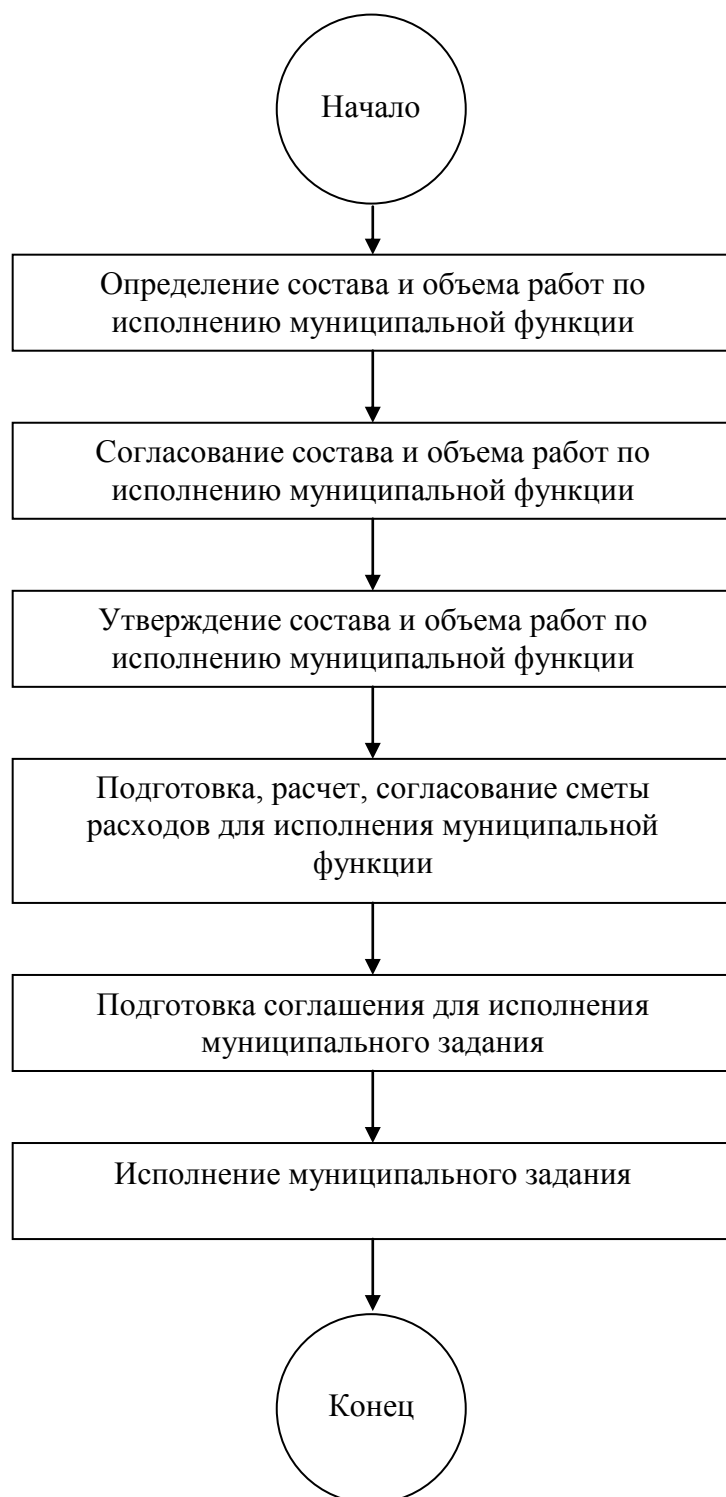 Начало
Определение состава и объема работ по
исполнению муниципальной функции
Согласование состава и объема работ по
исполнению муниципальной функции
Утверждение состава и объема работ по
исполнению муниципальной функции
Подготовка, расчет, согласование сметы
расходов для исполнения муниципальной
функции
Подготовка соглашения для исполнения
муниципального задания
Исполнение муниципального задания
Конец